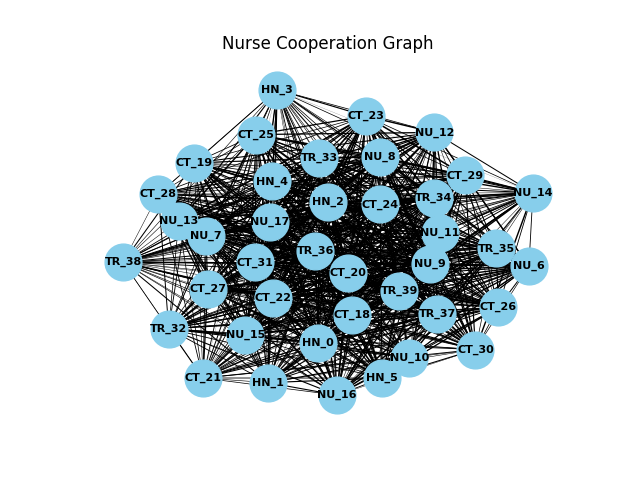 Nurse Cooperation Graph
HN_3
CT_23
NU_12
CT_25
TR_33
NU_8
CT_19
CT_29
HN_4
CT_28
NU_14
TR_34
HN_2
CT_24
NU_13
NU_17
NU_7
NU_11
TR_35
TR_36
TR_38
CT_31
NU_9
NU_6
CT_20
CT_27
TR_39
CT_22
CT_26
CT_18
TR_37
TR_32
NU_15
HN_0
CT_30
NU_10
CT_21
HN_1
HN_5
NU_16